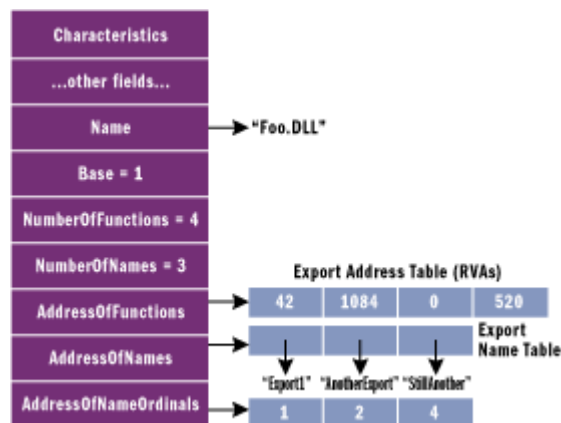 Characteristics
...other fields...
Name
"Foo.DLL"
Base = 1
NumberOfFunctions = 4
NumberOfNames = 3
Export Address Table (RVAs)
AddressOfFunctions
42 1084 0 520
AddressOfNames
Export
Name Table
"Export1" "AnotherExport" "StillAnother"
AddressOfNameOrdinals
1 2 4